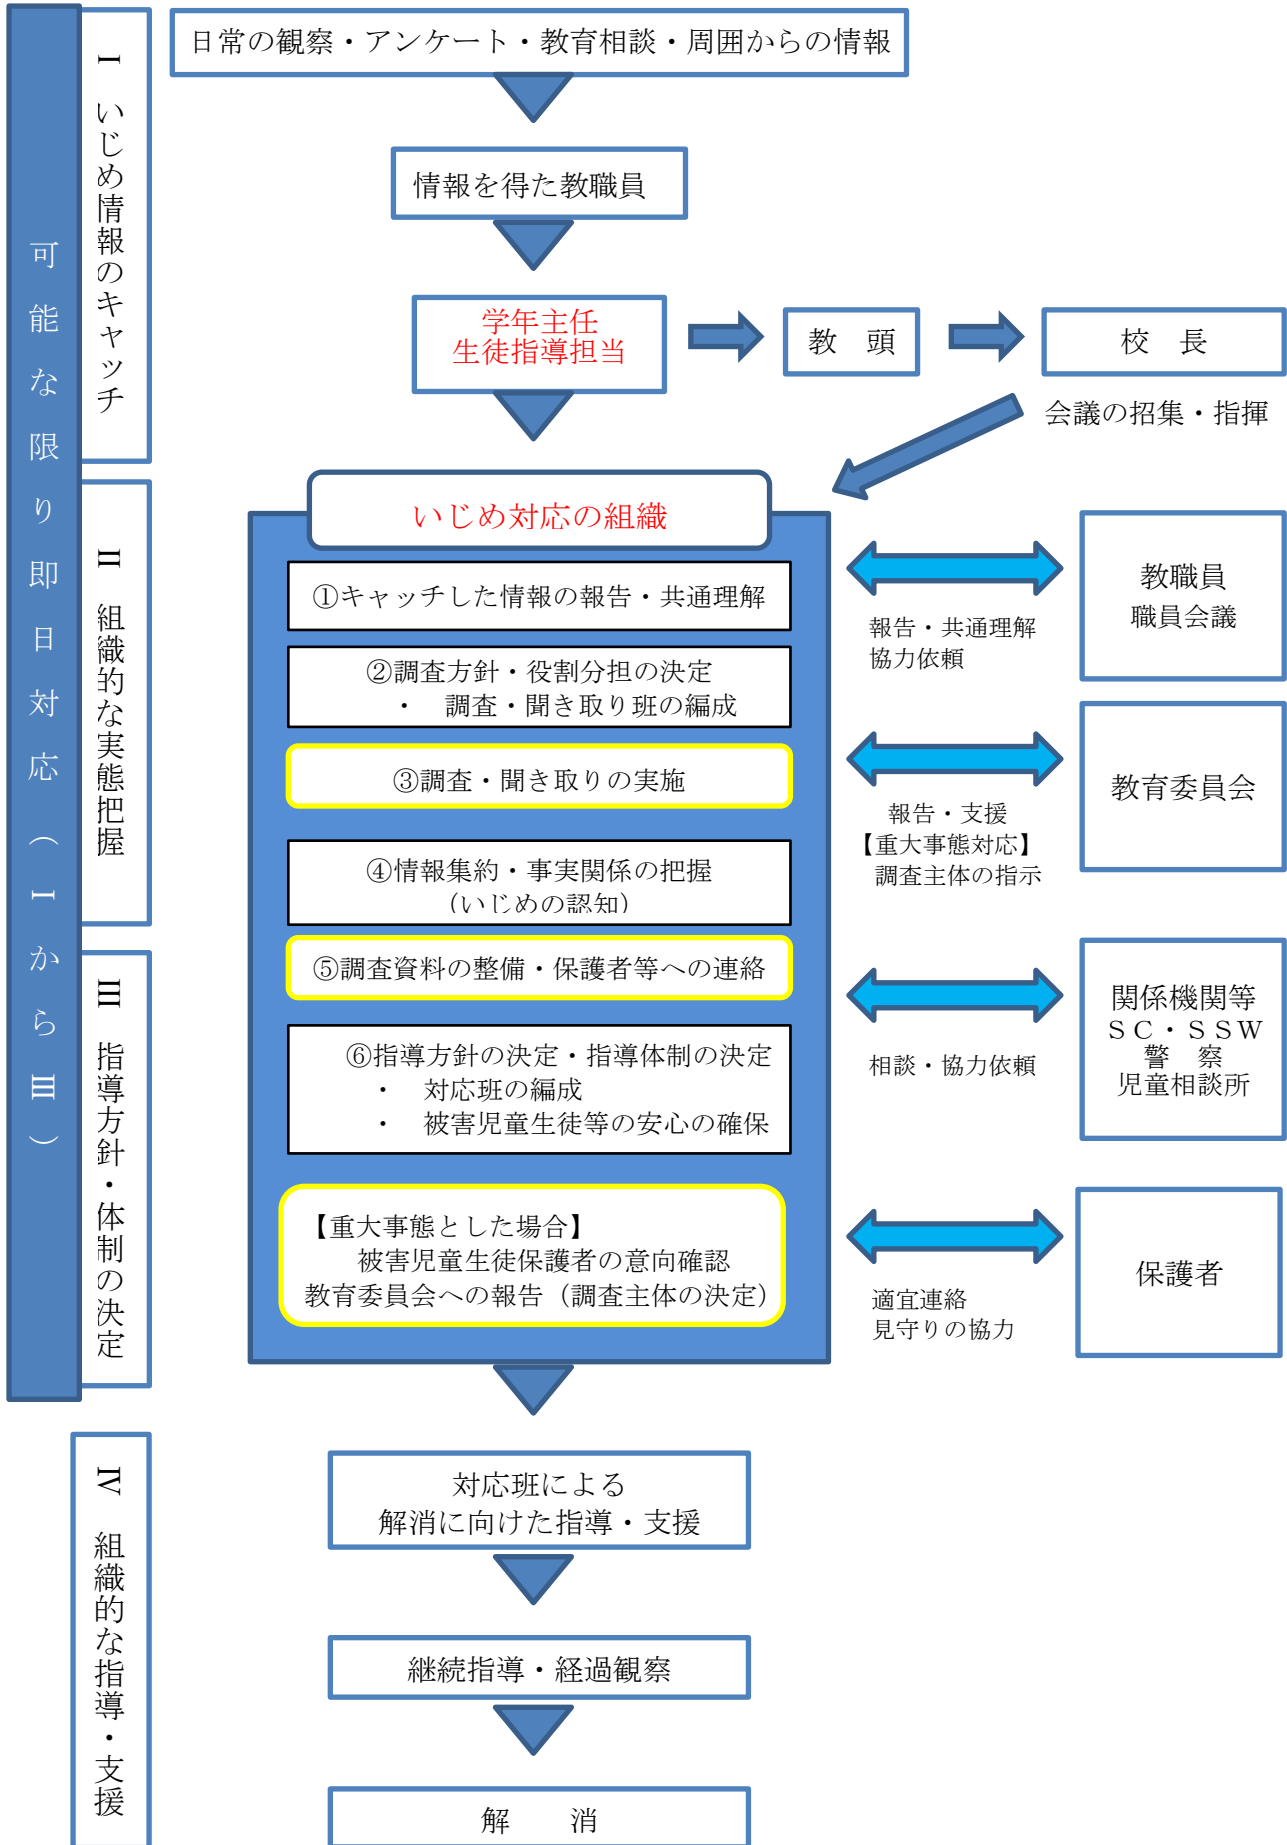 可能な限り即日対応（ⅠからⅢ）
Ⅰ いじめ情報のキャッチ
日常の観察・アンケート・教育相談・周囲からの情報
情報を得た教職員
学年主任
生徒指導担当
教　頭
校　長
会議の招集・指揮
Ⅱ 組織的な実態把握
いじめ対応の組織
①キャッチした情報の報告・共通理解
②調査方針・役割分担の決定
・　調査・聞き取り班の編成
③調査・聞き取りの実施
④情報集約・事実関係の把握
（いじめの認知）
教職員
職員会議
報告・共通理解
協力依頼
教育委員会
報告・支援
【重大事態対応】
調査主体の指示
Ⅲ 指導方針・体制の決定
⑤調査資料の整備・保護者等への連絡
⑥指導方針の決定・指導体制の決定
・　対応班の編成
・　被害児童生徒等の安心の確保
【重大事態とした場合】
被害児童生徒保護者の意向確認
教育委員会への報告（調査主体の決定）
関係機関等
ＳＣ・ＳＳＷ
警　察
児童相談所
相談・協力依頼
保護者
適宜連絡
見守りの協力
Ⅳ 組織的な指導・支援
対応班による
解消に向けた指導・支援
継続指導・経過観察
解　　消